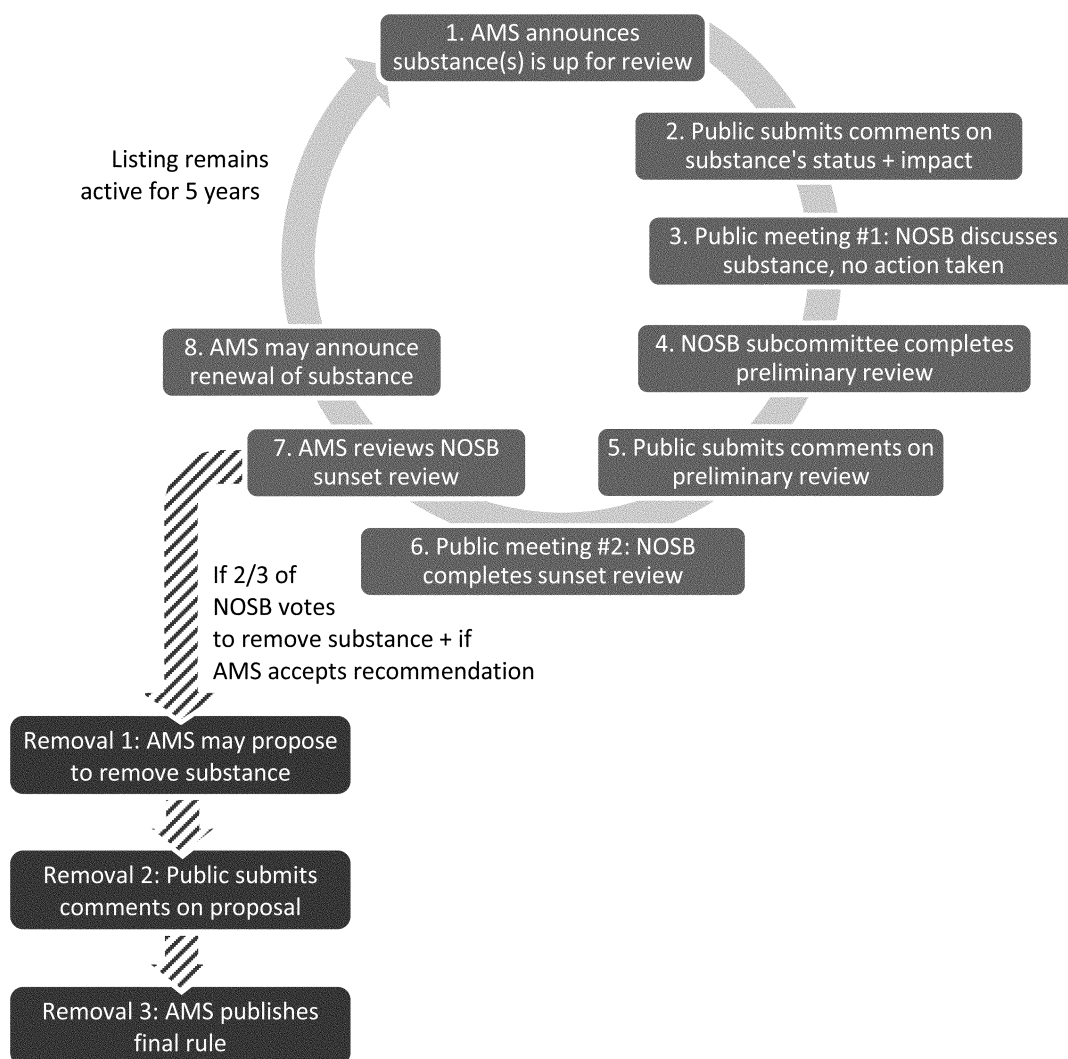 1. AMS announces
substance(s) is up for review
2. Public submits comments on
substance's status + impact
3. Public meeting #1: NOSB discusses
substance, no action taken
4. NOSB subcommittee completes
preliminary review
5. Public submits comments on
preliminary review
6. Public meeting #2: NOSB
completes sunset review
7. AMS reviews NOSB
sunset review
8. AMS may announce
renewal of substance
Listing remains
active for 5 years
If 2/3 of
NOSB votes
to remove substance + if
AMS accepts recommendation
Removal 1: AMS may propose
to remove substance
Removal 2: Public submits
comments on proposal
Removal 3: AMS publishes
final rule